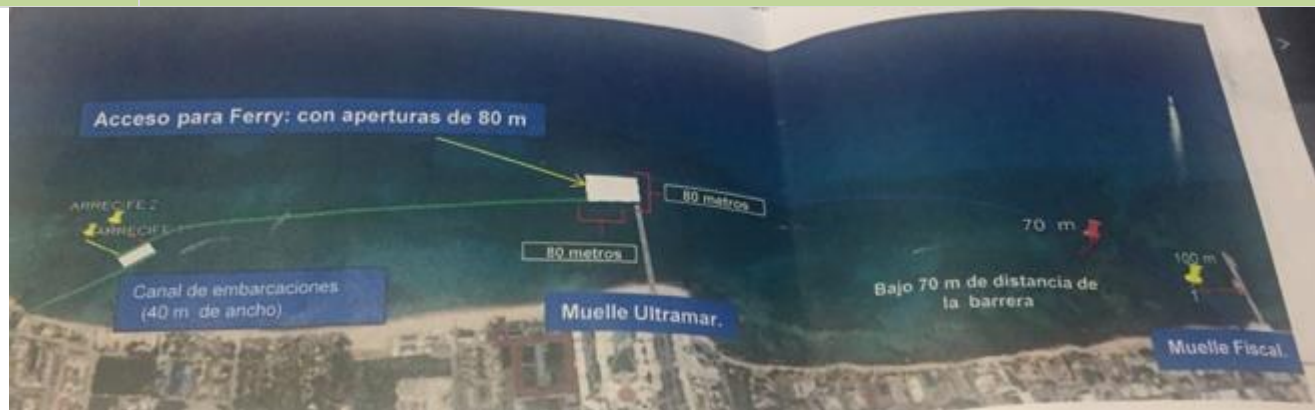 Acceso para Ferry: con aperturas de 80 m
80 metros
ARRECIFE 2
ARRECIFE
80 metros
70 m
100 m
1
Canal de embarcaciones
(40 m de ancho)
Muelle Ultramar.
Bajo 70 m de distancia de
la barrera
Muelle Fiscal.